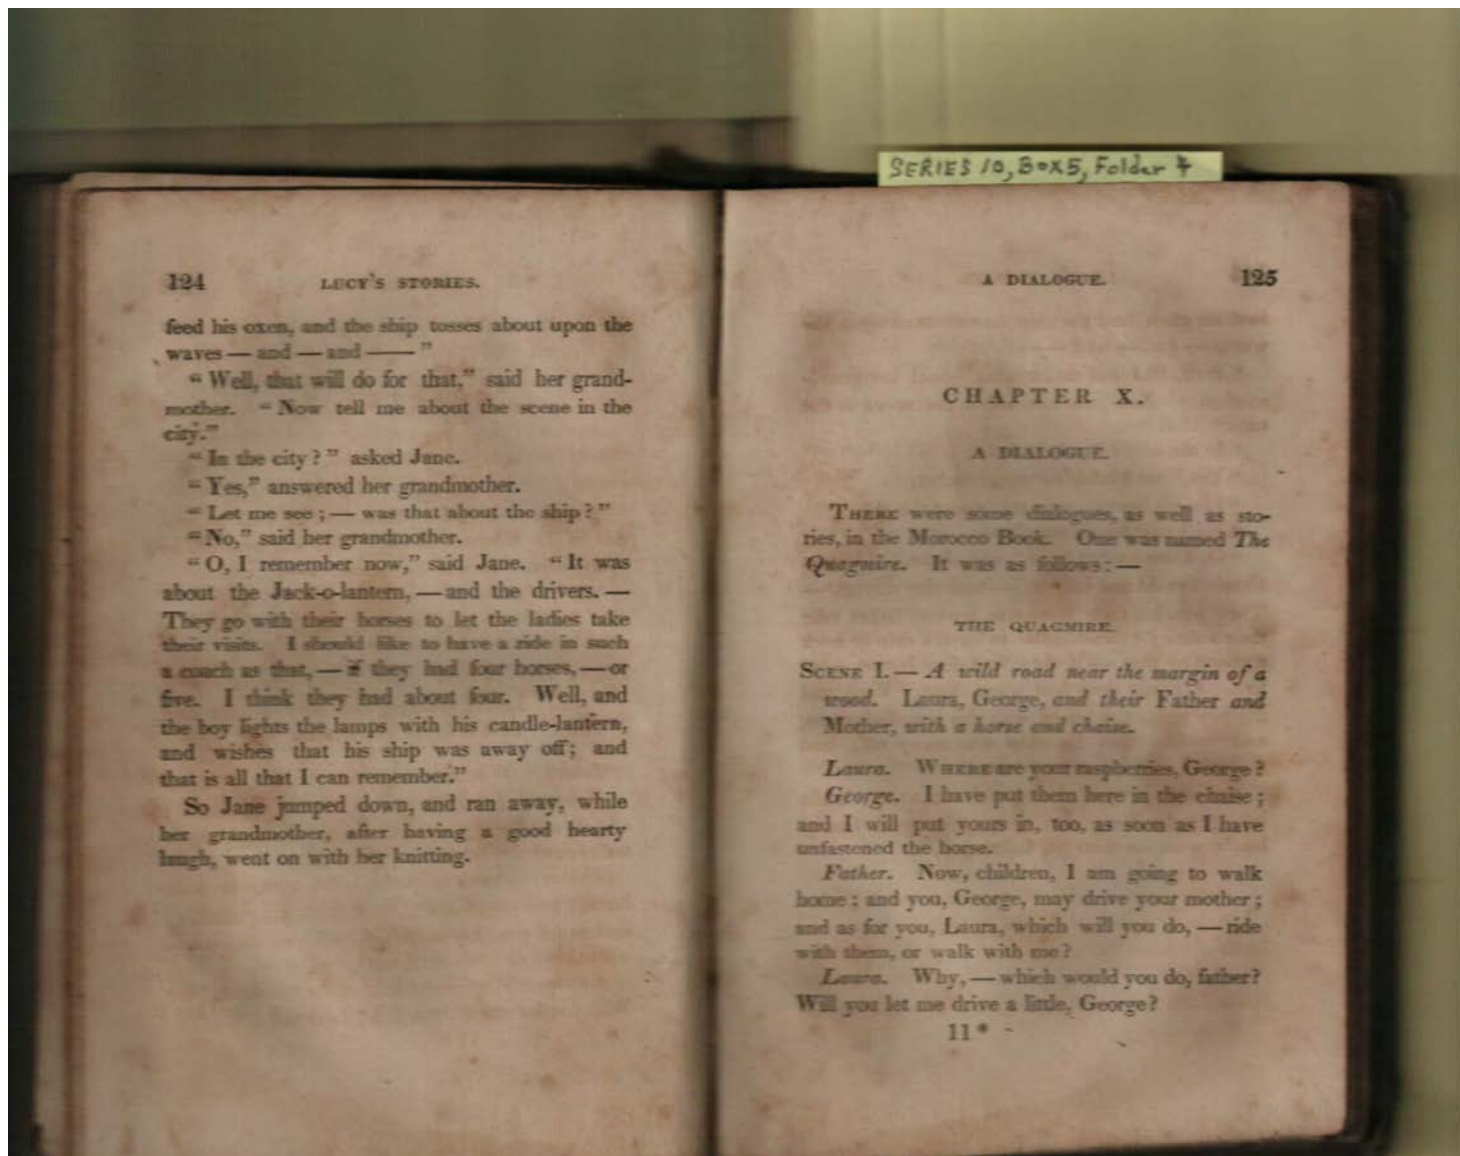 SERIES 10, BOX 5, Folder 4
124 LUCY'S STORIES.
feed his oxen, and the ship tosses about upon the
waves — and — and —— "
" Well, that will do for that," said her grand-
mother. " Now tell me about the scene in the
city."
" In the city ? " asked Jane.
" Yes," answered her grandmother.
" Let me see ; — was that about the ship ? "
" No," said her grandmother.
" O, I remember now," said Jane. " It was
about the Jack-o-lantern, — and the drivers. —
They go with their horses to let the ladies take
their visits. I should like to have a ride in such
a coach as that, — if they had four horses, — or
five. I think they had about four. Well, and
the boy lights the lamps with his candle-lantern,
and wishes that his ship was away off; and
that is all that I can remember."
So Jane jumped down, and ran away, while
her grandmother, after having a good hearty
laugh, went on with her knitting.
A DIALOGUE. 125
CHAPTER X.
A DIALOGUE.
THERE were some dialogues, as well as sto-
ries, in the Morocco Book. One was named The
Quagmire. It was as follows : —
THE QUAGMIRE.
SCENE I. — A wild road near the margin of a
wood. Laura, George, and their Father and
Mother, with a horse and chaise.
Laura. WHERE are your raspberries, George ?
George. I have put them here in the chaise ;
and I will put yours in, too, as soon as I have
unfastened the horse.
Father. Now, children, I am going to walk
home ; and you, George, may drive your mother ;
and as for you, Laura, which will you do, — ride
with them, or walk with me ?
Laura. Why, — which would you do, father?
Will you let me drive a little, George?
11*